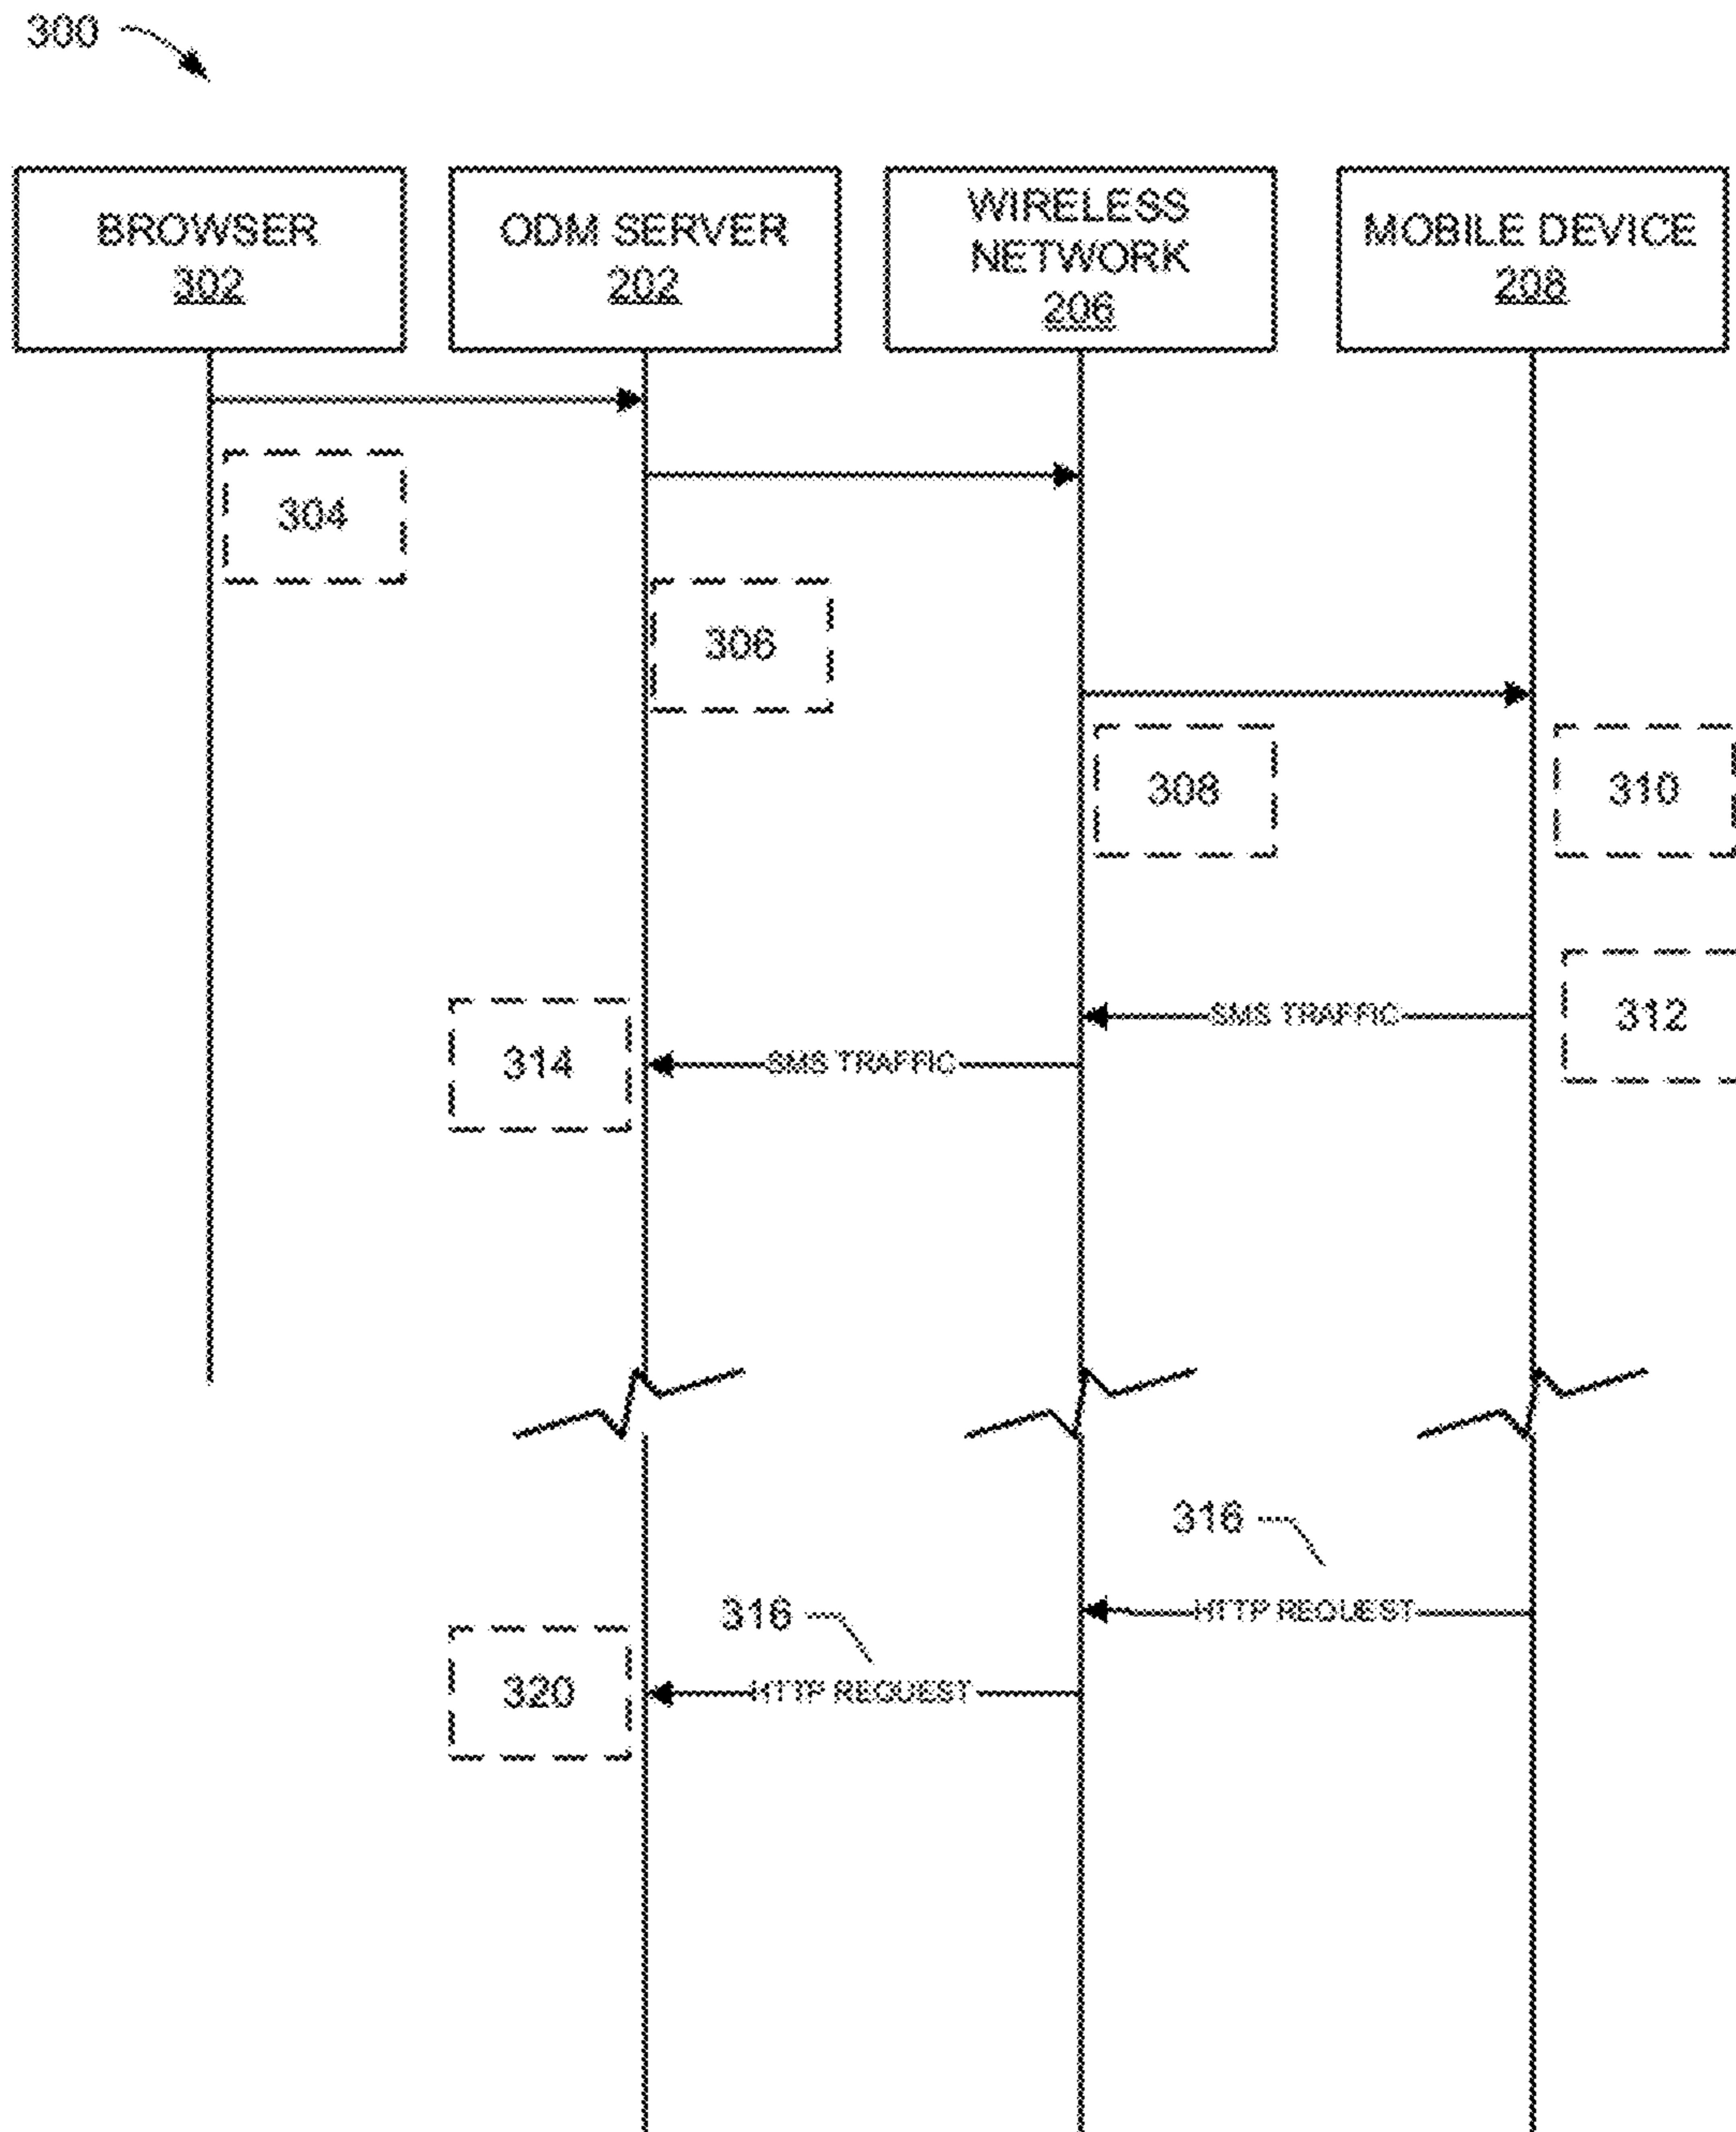 300
BROWSER
302
ODM SERVER
202
WIRELESS
NETWORK
206
MOBILE DEVICE
208
304
306
308
310
312
SMS TRAFFIC
314
SMS TRAFFIC
316
HTTP REQUEST
316
320
HTTP REQUEST